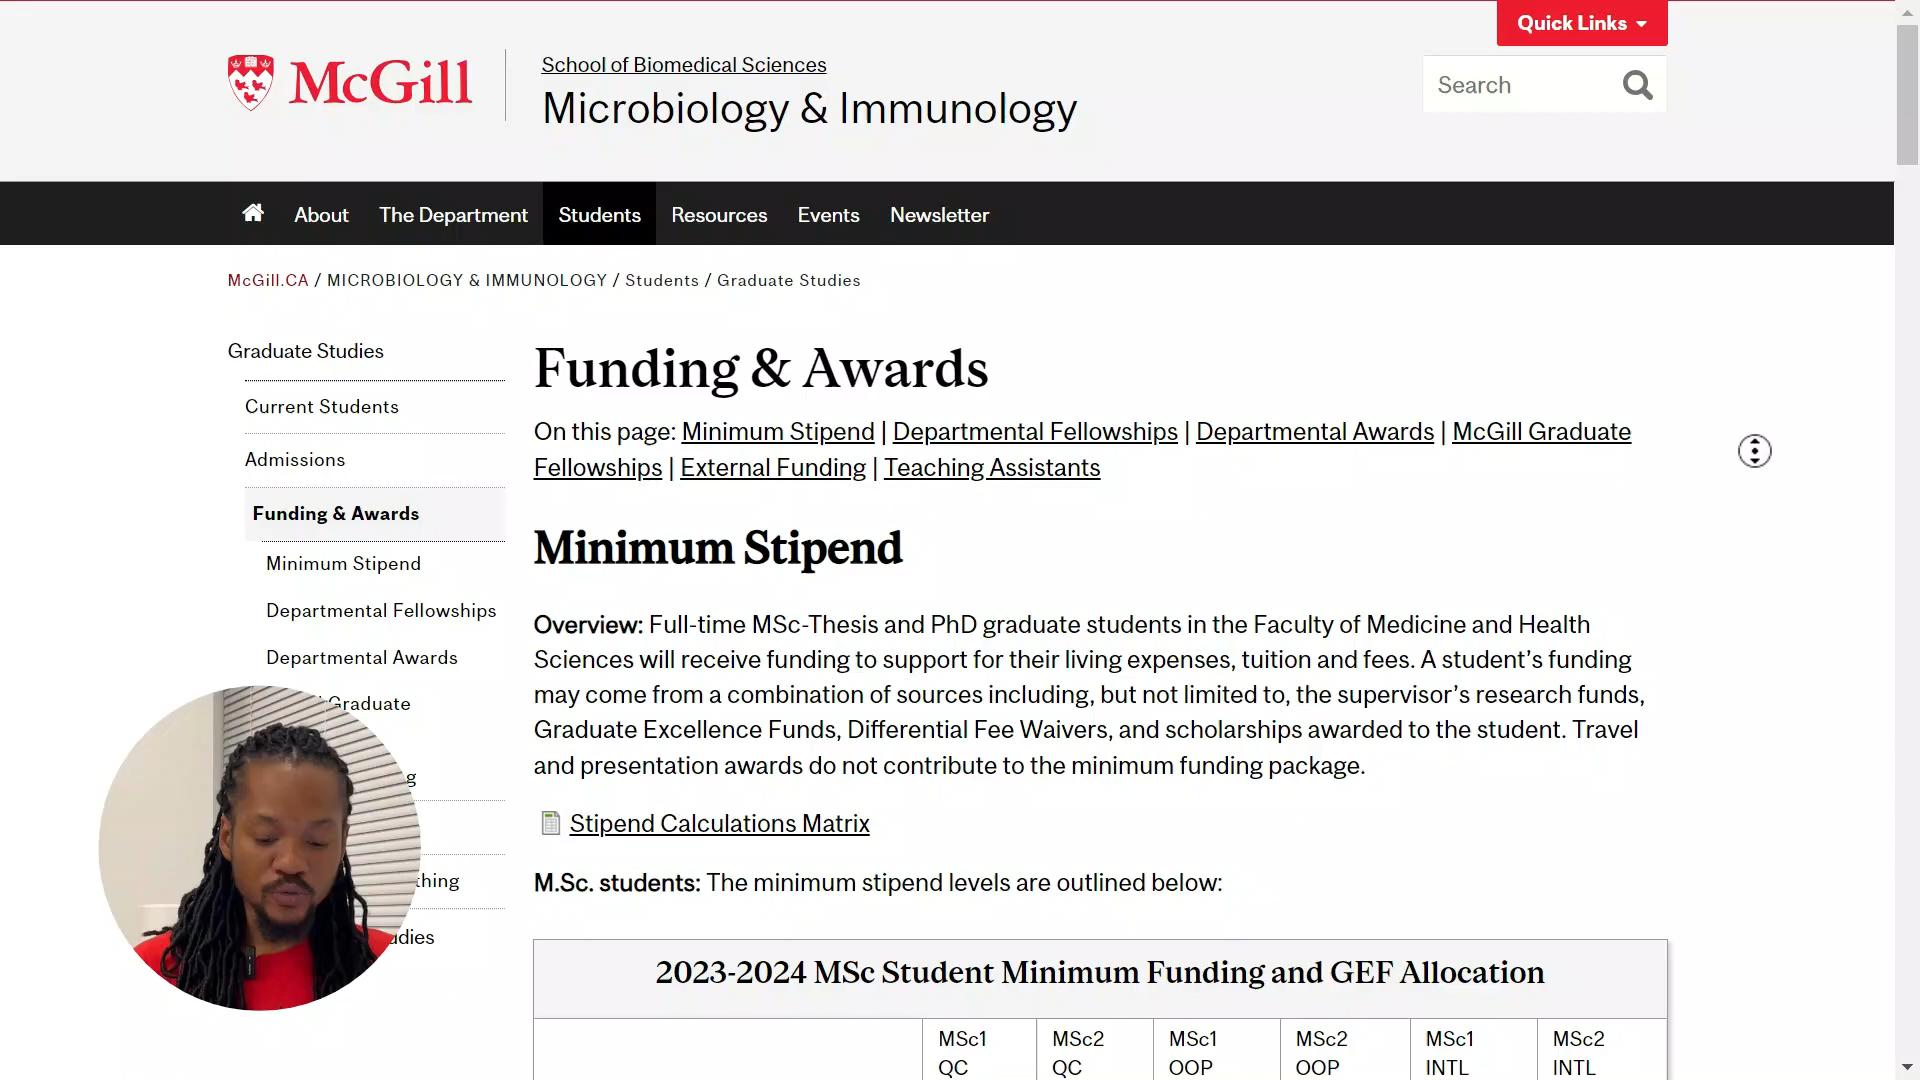 Quick Links
McGill
School of Biomedical Sciences
Microbiology & Immunology
Search
About
The Department
Students
Resources
Events
Newsletter
McGill.CA / MICROBIOLOGY & IMMUNOLOGY / Students / Graduate Studies
Graduate Studies
Current Students
Admissions
Funding & Awards
Minimum Stipend
Departmental Fellowships
Departmental Awards
Graduate
Funding & Awards
On this page: Minimum Stipend | Departmental Fellowships | Departmental Awards | McGill Graduate
Fellowships | External Funding | Teaching Assistants
Minimum Stipend
Overview: Full-time MSc-Thesis and PhD graduate students in the Faculty of Medicine and Health
Sciences will receive funding to support for their living expenses, tuition and fees. A student’s funding
may come from a combination of sources including, but not limited to, the supervisor’s research funds,
Graduate Excellence Funds, Differential Fee Waivers, and scholarships awarded to the student. Travel
and presentation awards do not contribute to the minimum funding package.
Stipend Calculations Matrix
M.Sc. students: The minimum stipend levels are outlined below:
2023-2024 MSc Student Minimum Funding and GEF Allocation
MSc1 QC
MSc2 QC
MSc1 OOP
MSc2 OOP
MSc1 INTL
MSc2 INTL